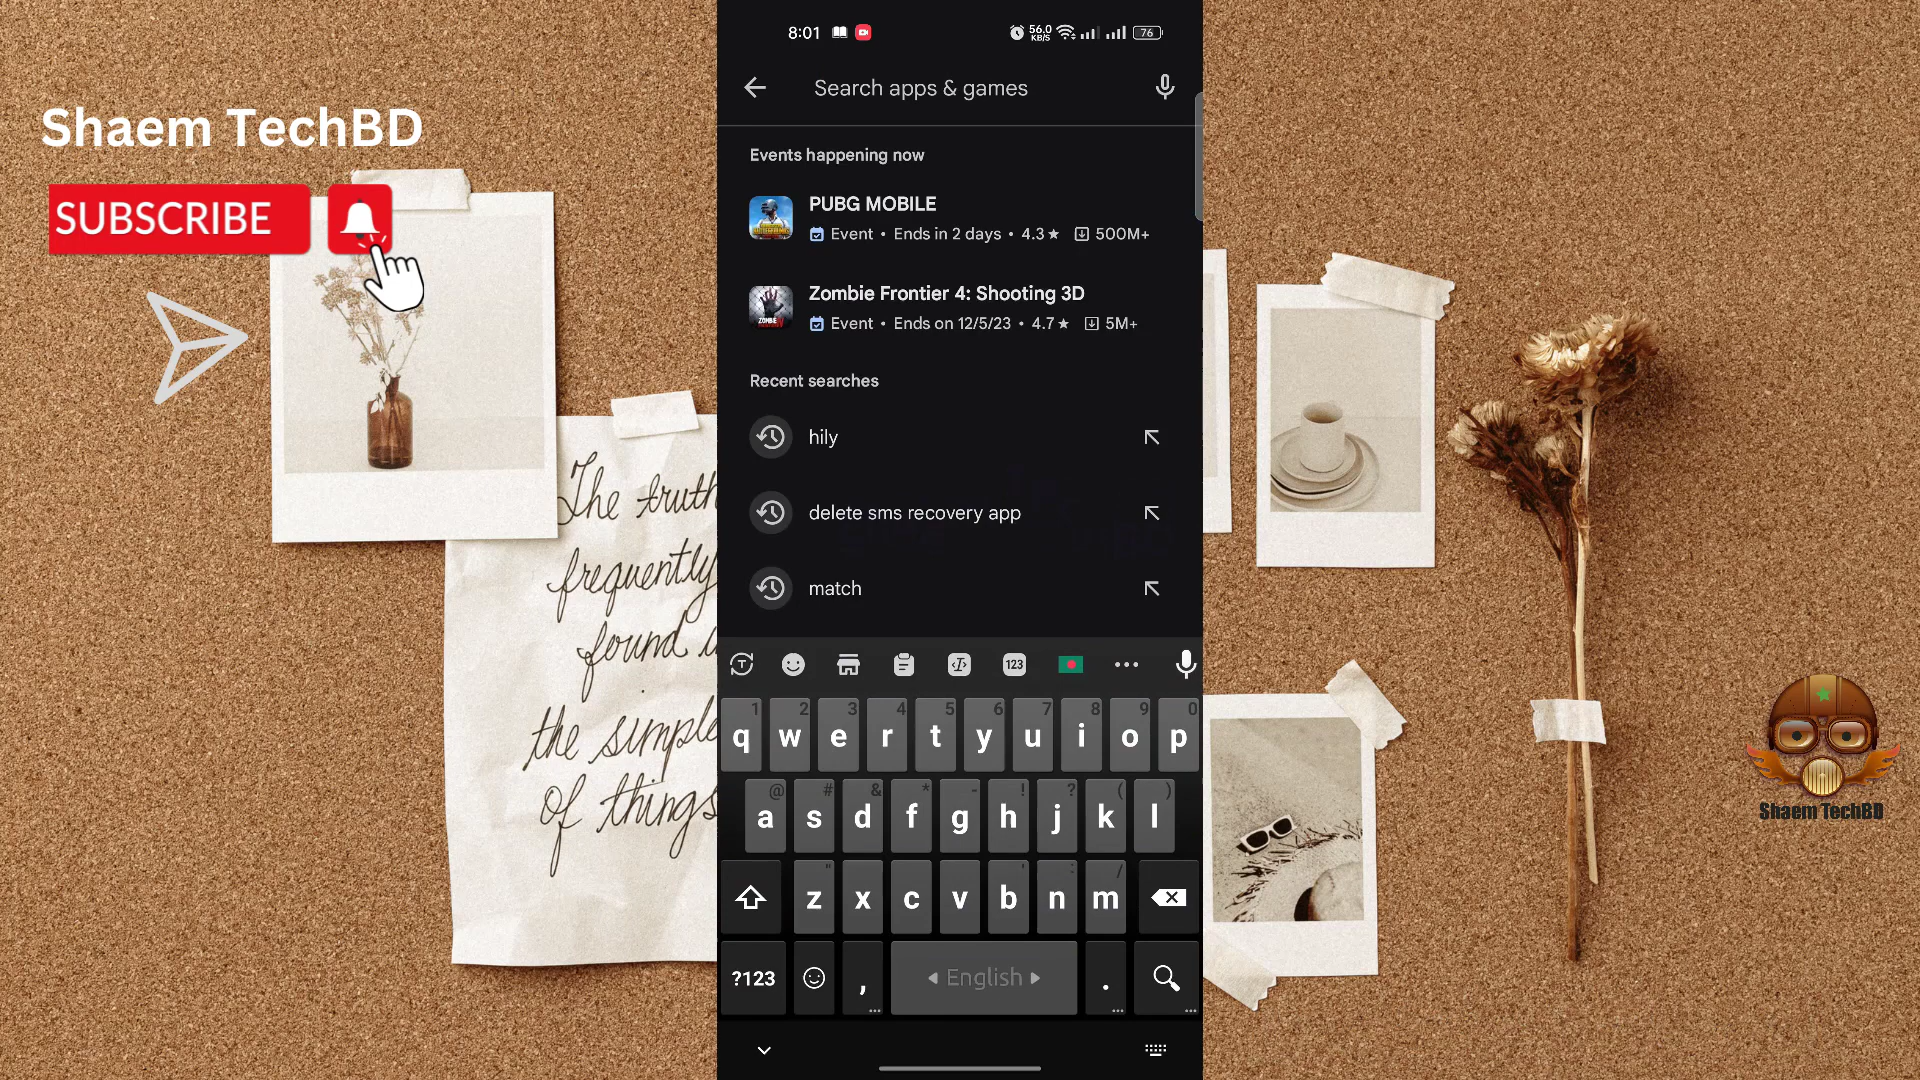 Shaem TechBD
SUBSCRIBE
The truth
frequently
found i
the simple
of things
8:01
56.0
KB/S
76
Search apps & games
Events happening now
PUBG MOBILE
Event • Ends in 2 days • 4.3★ 500M+
Zombie Frontier 4: Shooting 3D
Event • Ends on 12/5/23 • 4.7★ 5M+
Recent searches
hily
delete sms recovery app
match
123
1 2 3 4 5 6 7 8 9 0
q w e r t y u i o p
@ # & * - ! ? ( )
a s d f g h j k l
" ' : /
z x c v b n m
?123 , English .
Shaem TechBD